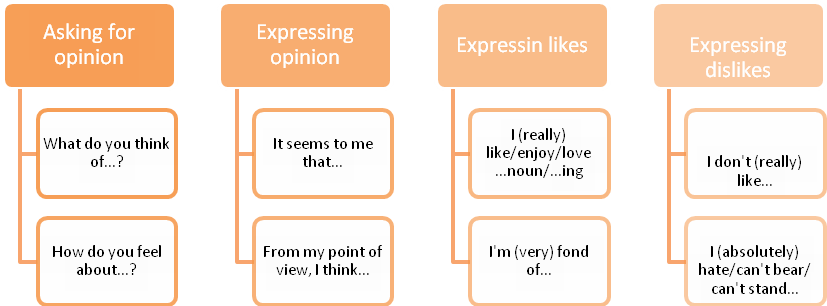 Asking for
opinion
What do you think
of...?
How do you feel
about...?
Expressing
opinion
It seems to me
that...
From my point of
view, I think...
Expressin likes
I (really)
like/enjoy/love
...noun/...ing
I'm (very) fond
of...
Expressing
dislikes
I don't (really)
like...
I (absolutely)
hate/can't bear/
can't stand...